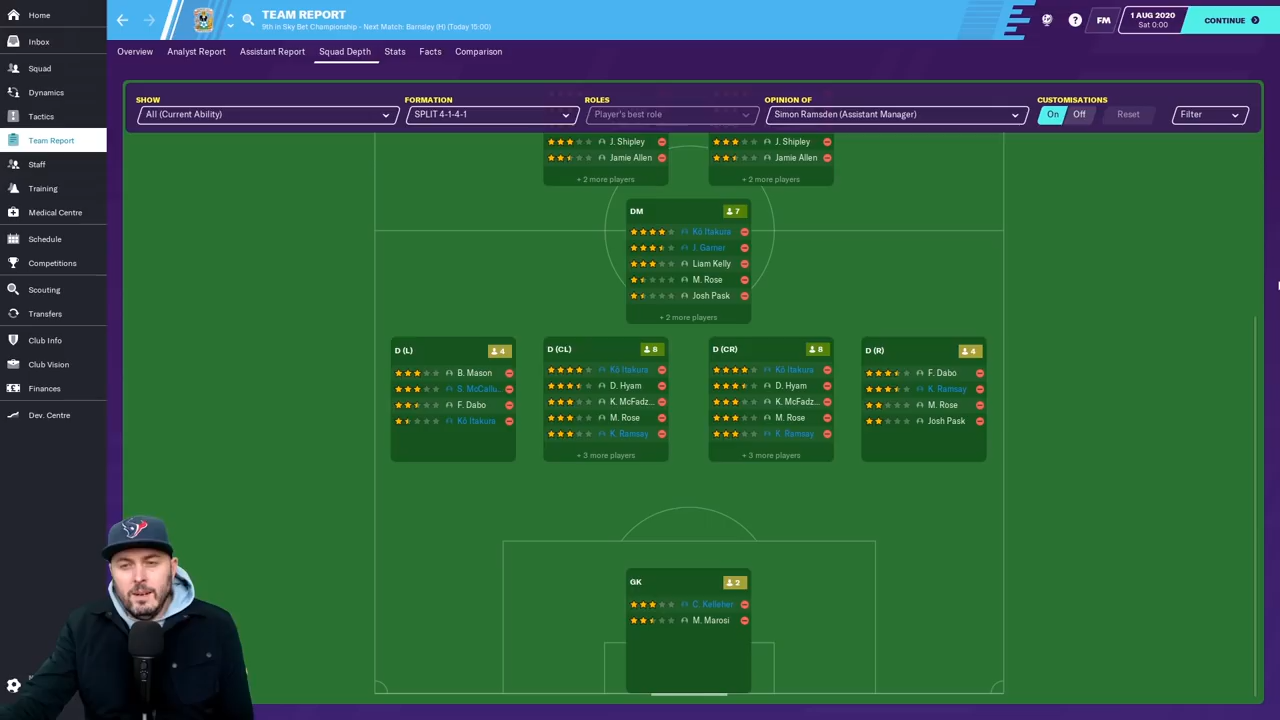 Home
Inbox
Squad
Dynamics
Tactics
Team Report
Staff
Training
Medical Centre
Schedule
Competitions
Scouting
Transfers
Club Info
Club Vision
Finances
Dev. Centre
TEAM REPORT
9th in Sky Bet Championship - Next Match: Barnsley (H) (Today 15:00)
?
FM
1 AUG 2020
Sat 0:00
CONTINUE
Overview
Analyst Report
Assistant Report
Squad Depth
Stats
Facts
Comparison
SHOW
All (Current Ability)
FORMATION
SPLIT 4-1-4-1
ROLES
Player's best role
OPINION OF
Simon Ramsden (Assistant Manager)
CUSTOMISATIONS
On
Off
Reset
Filter
J. Shipley
Jamie Allen
+ 2 more players
J. Shipley
Jamie Allen
+ 2 more players
DM 7
Kō Itakura
J. Garner
Liam Kelly
M. Rose
Josh Pask
+ 2 more players
D (L) 4
B. Mason
S. McCallu...
F. Dabo
Kō Itakura
D (CL) 8
Kō Itakura
D. Hyam
K. McFadz...
M. Rose
K. Ramsay
+ 3 more players
D (CR) 8
Kō Itakura
D. Hyam
K. McFadz...
M. Rose
K. Ramsay
+ 3 more players
D (R) 4
F. Dabo
K. Ramsay
M. Rose
Josh Pask
GK 2
C. Kelleher
M. Marosi